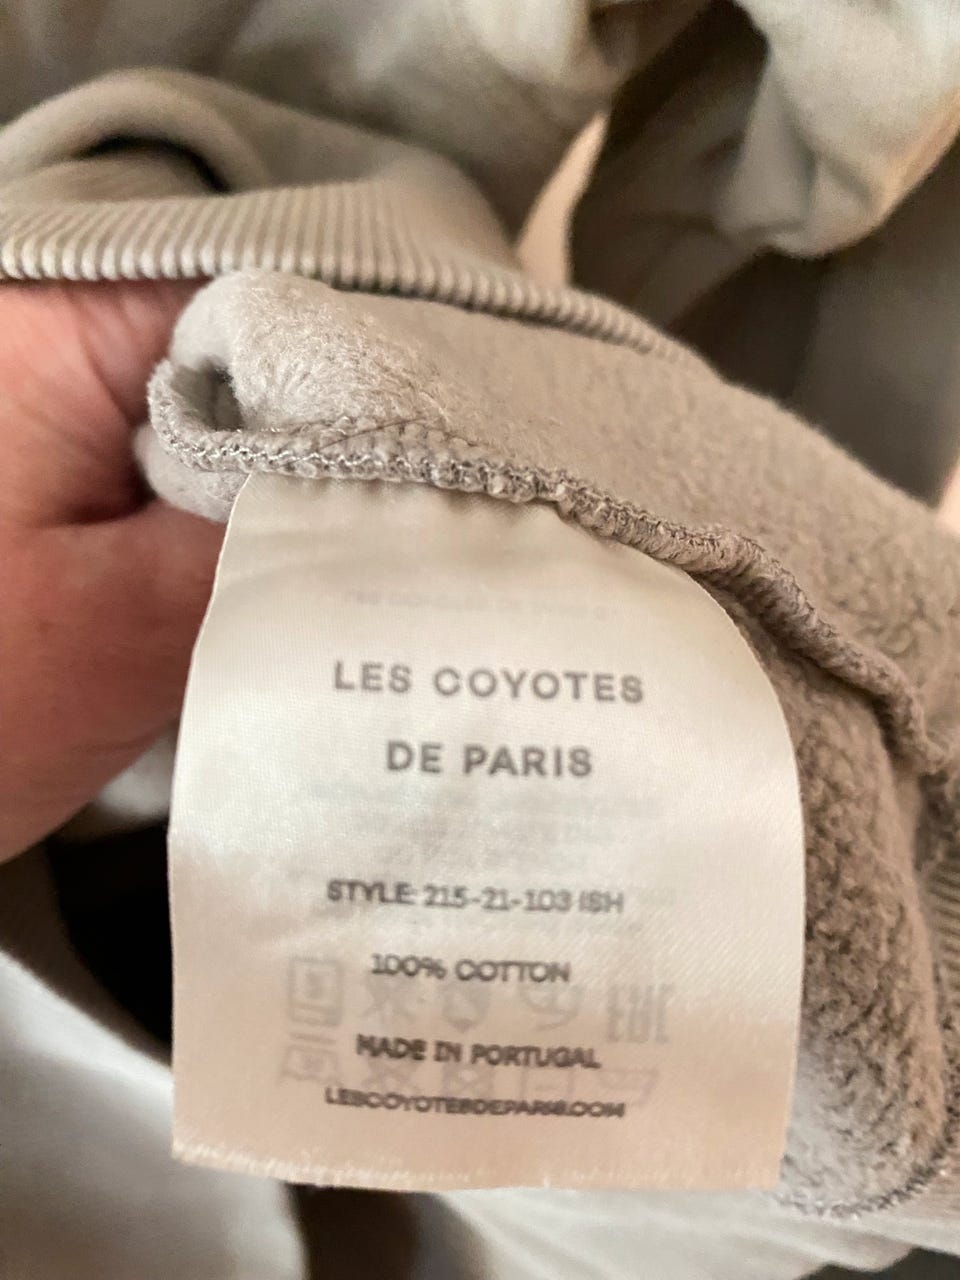 LES COYOTES
DE PARIS
STYLE: 215-21-103 ISH
100% COTTON
MADE IN PORTUGAL
LESCOYOTESDEPARIS.COM